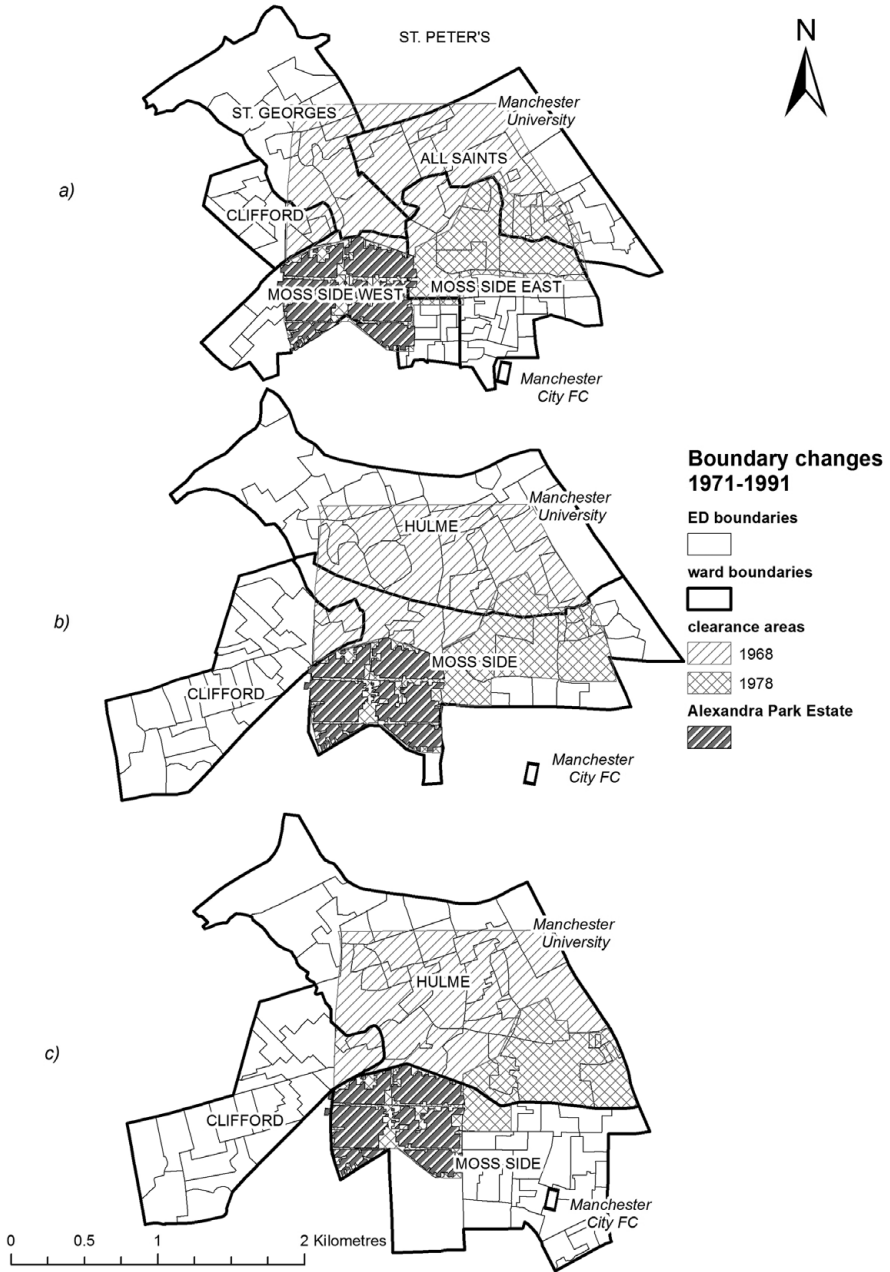 ST. PETER'S
N
Manchester
University
ST. GEORGES
ALL SAINTS
a)
CLIFFORD
MOSS SIDE WEST
MOSS SIDE EAST
Manchester
City FC
Boundary changes
1971-1991
ED boundaries
ward boundaries
clearance areas
1968
1978
Alexandra Park Estate
Manchester
University
HULME
b)
MOSS SIDE
CLIFFORD
Manchester
City FC
Manchester
University
HULME
c)
CLIFFORD
MOSS SIDE
Manchester
City FC
0 0.5 1 2 Kilometres